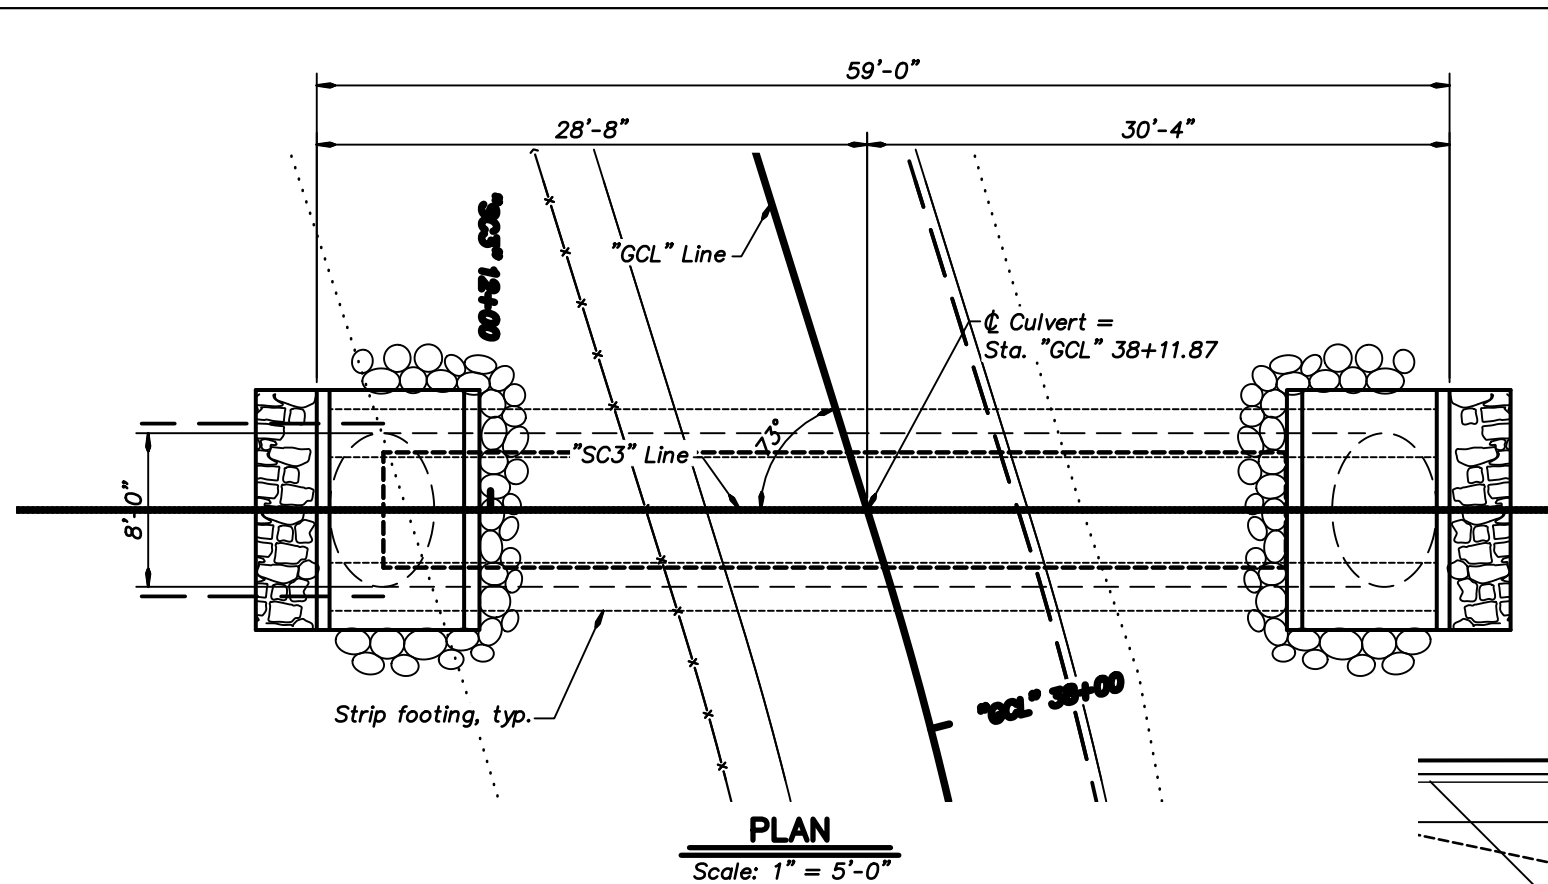 59'-0"
28'-8"
30'-4"
"SC3" 12+00
"GCL" Line
℄ Culvert =
Sta. "GCL" 38+11.87
73°
"SC3" Line
8'-0"
"GCL" 38+00
Strip footing, typ.
PLAN
Scale: 1" = 5'-0"